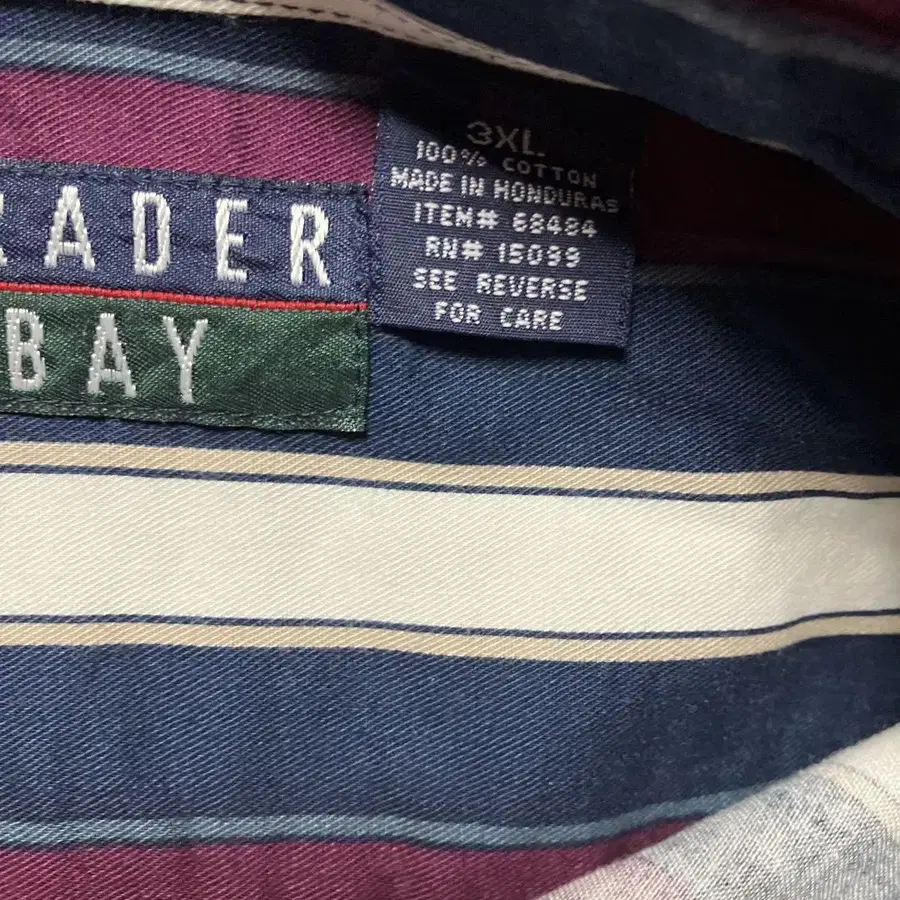 RADER
BAY
3XL
100% COTTON
MADE IN HONDURAS
ITEM# 68484
RN# 15099
SEE REVERSE
FOR CARE